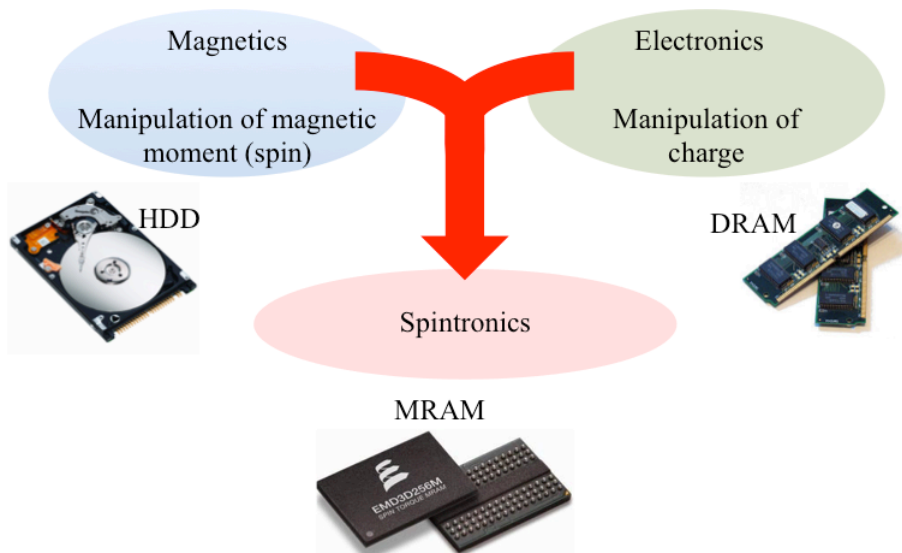 Magnetics
Manipulation of magnetic
moment (spin)
Electronics
Manipulation of
charge
HDD
DRAM
Spintronics
MRAM
EMD3D256M
SPIN TORQUE MRAM